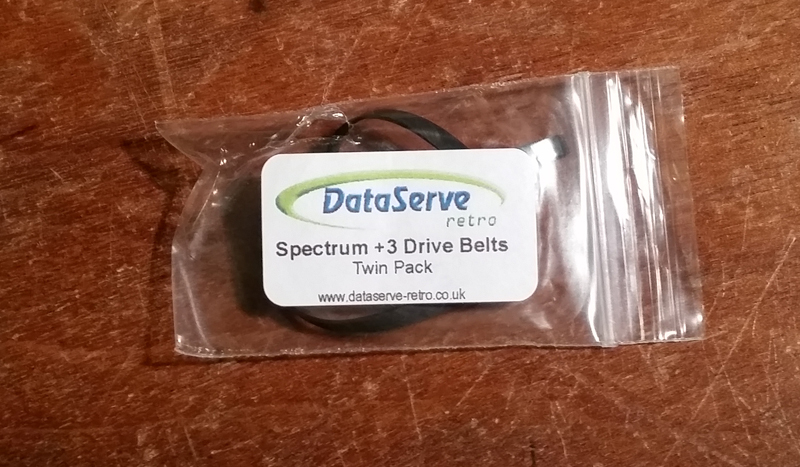 DataServe
retro
Spectrum +3 Drive Belts
Twin Pack
www.dataserve-retro.co.uk